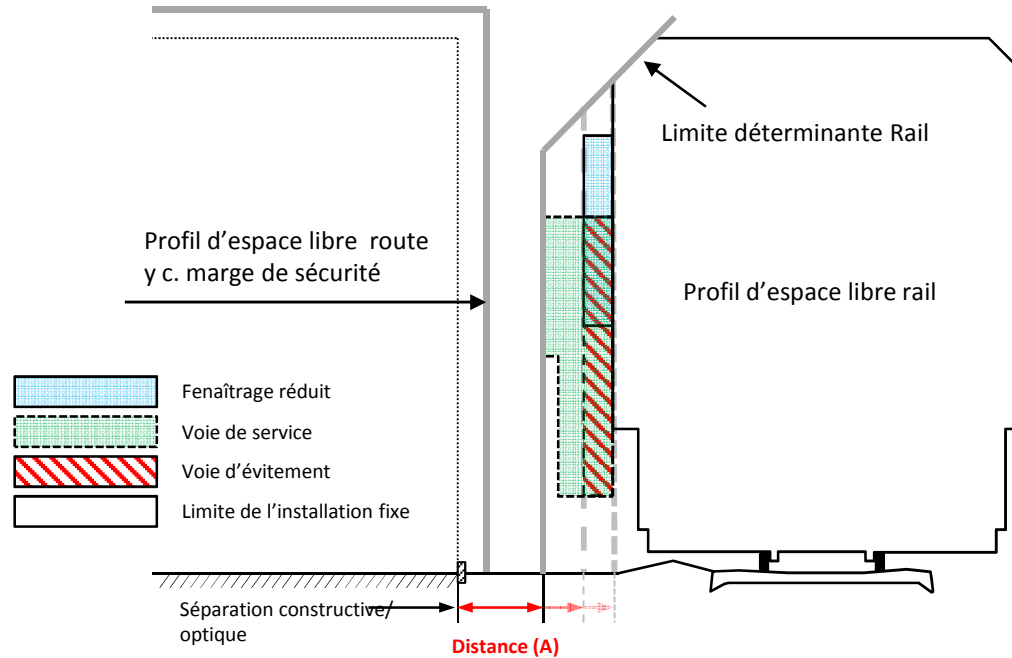 Limite déterminante Rail
Profil d'espace libre route
y c. marge de sécurité
Profil d'espace libre rail
Fenaîtrage réduit
Voie de service
Voie d'évitement
Limite de l'installation fixe
Séparation constructive/
optique
Distance (A)